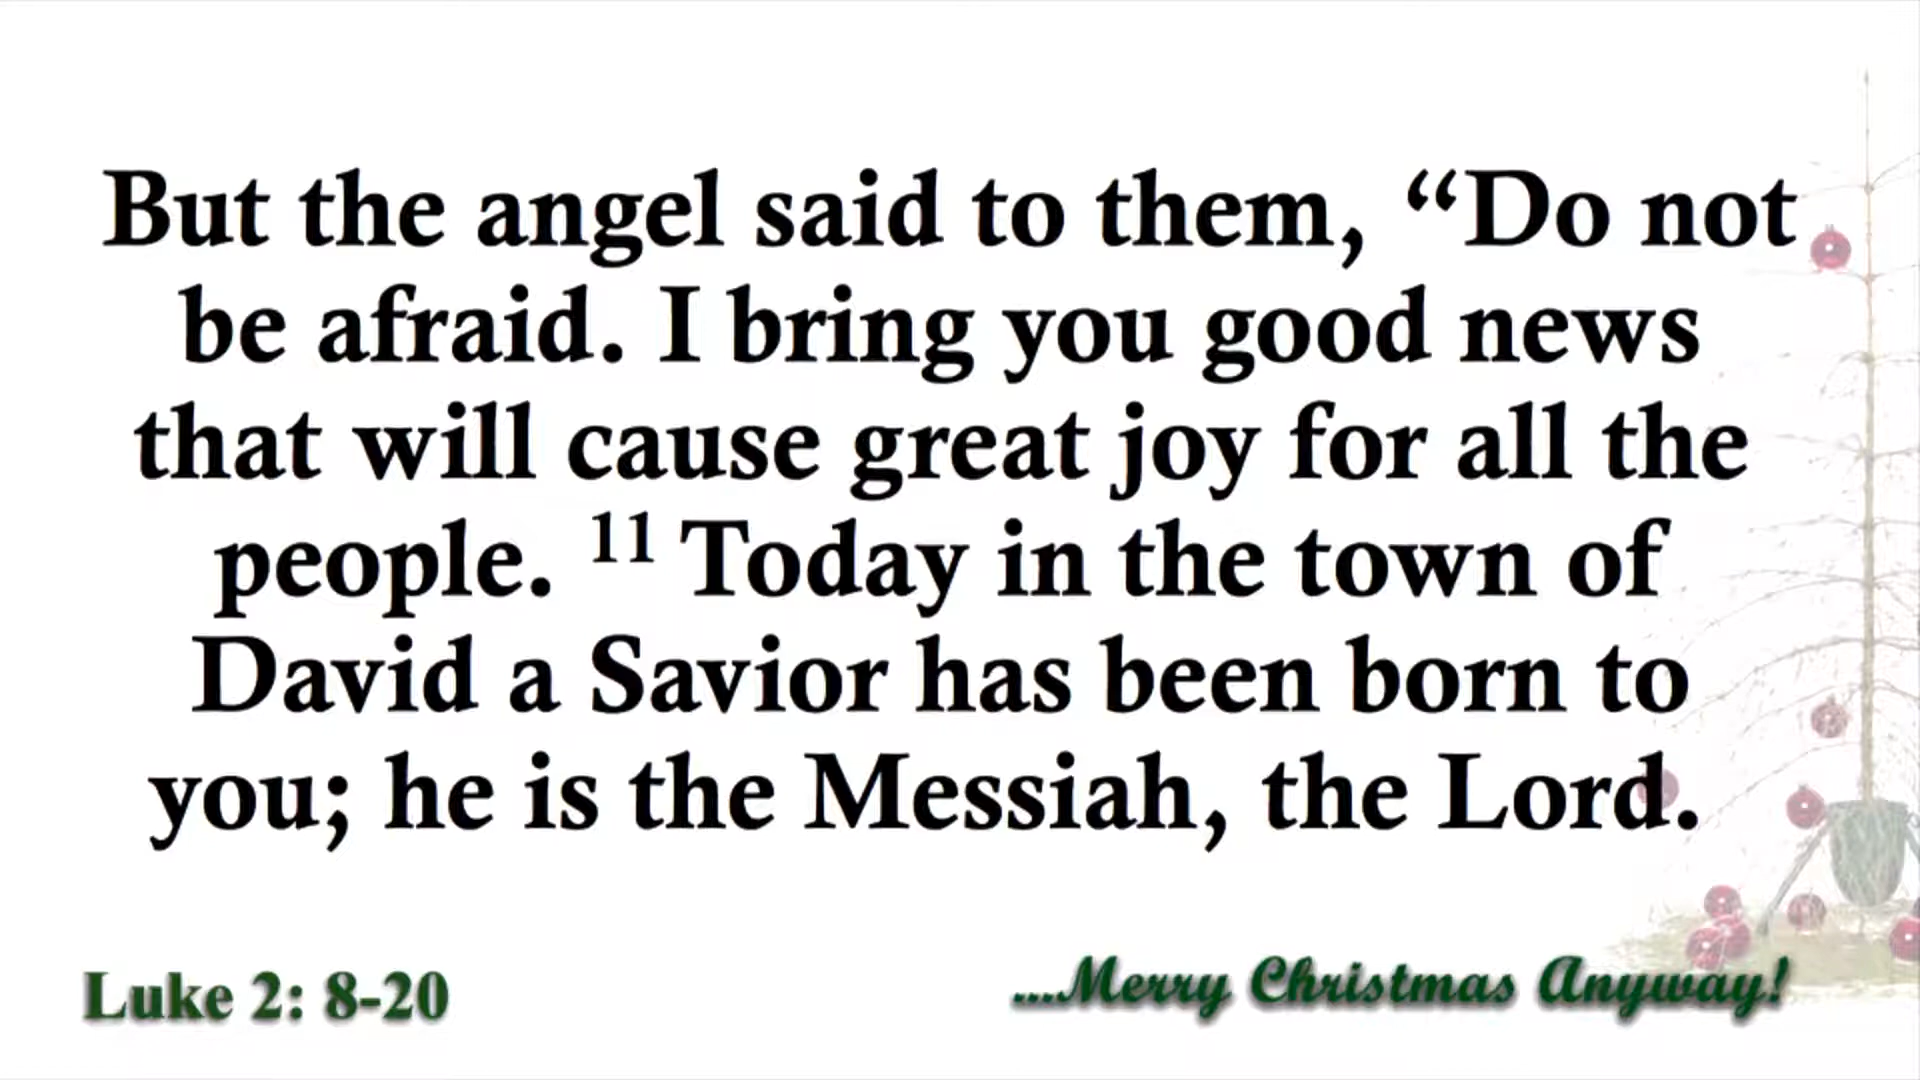 But the angel said to them, “Do not
be afraid. I bring you good news
that will cause great joy for all the
people. 11 Today in the town of
David a Savior has been born to
you; he is the Messiah, the Lord.
Luke 2: 8-20
...Merry Christmas Anyway!